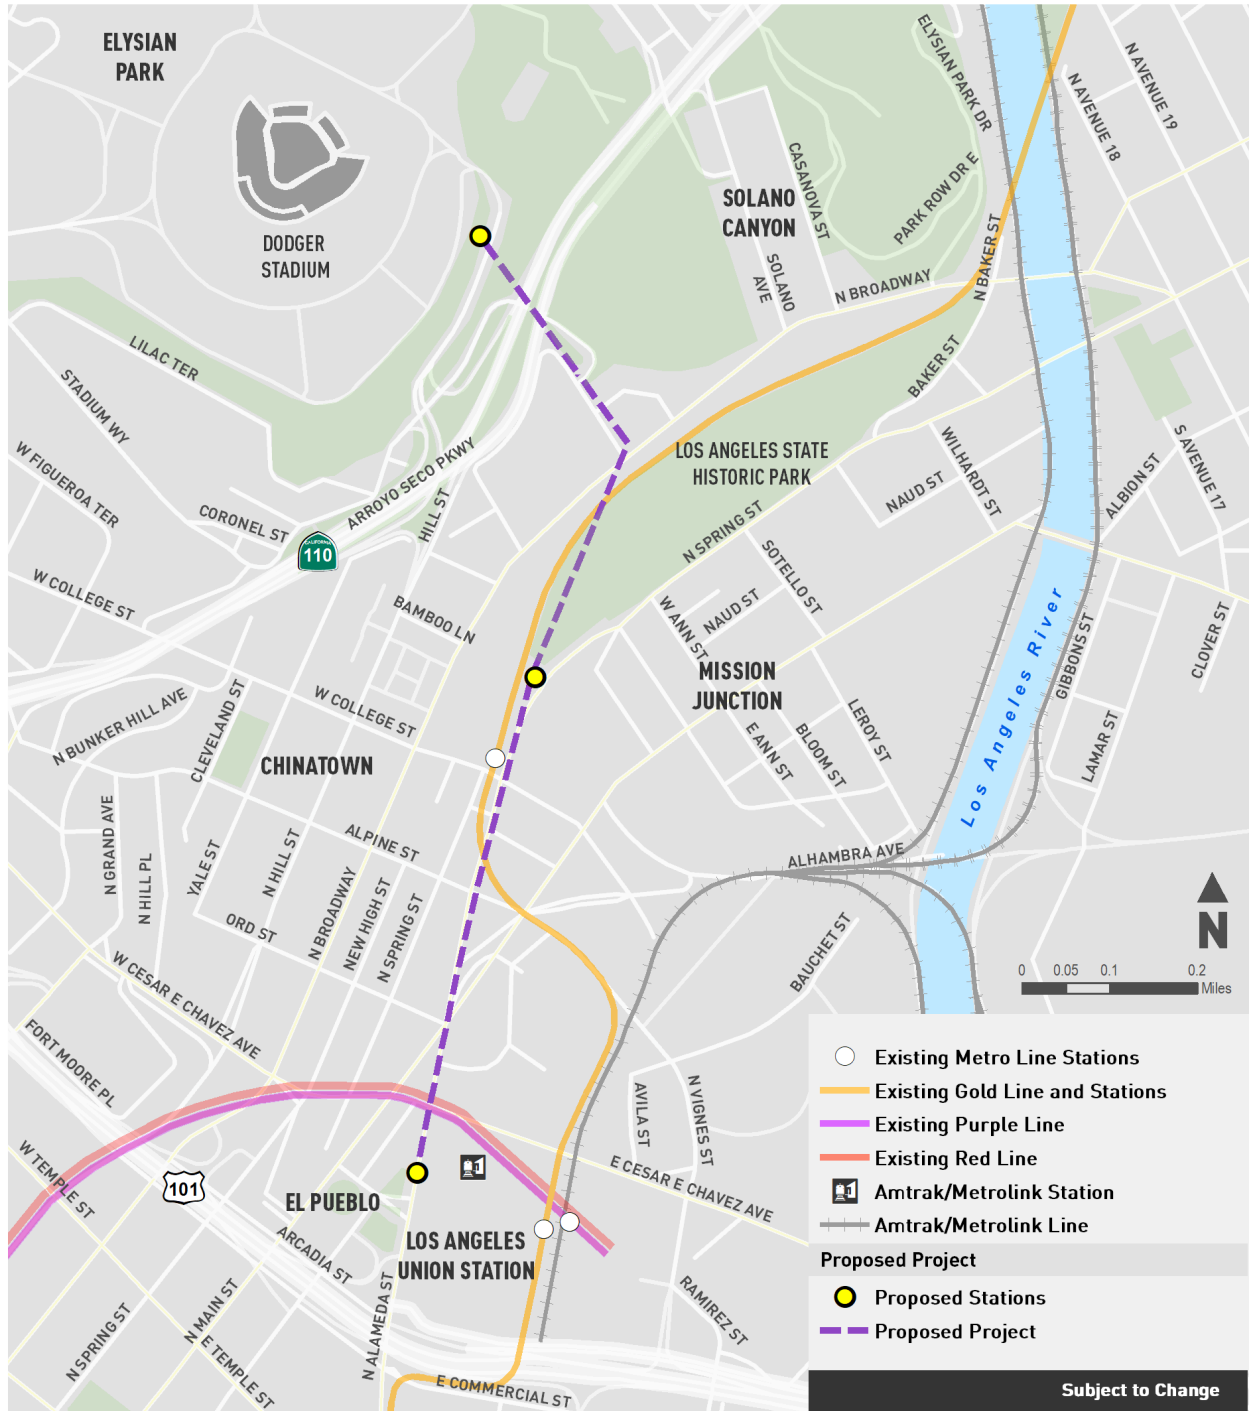 ELYSIAN
PARK
DODGER
STADIUM
SOLANO
CANYON
CASANOVA ST
SOLANO
AVE
ELYSIAN PARK DR
PARK ROW DR E
N BROADWAY
N BAKER ST
BAKER ST
N AVENUE 19
N AVENUE 18
LILAC TER
STADIUM WY
W FIGUEROA TER
CORONEL ST
ARROYO SECO PKWY
HILL ST
CALIFORNIA
110
LOS ANGELES STATE
HISTORIC PARK
N SPRING ST
WILHARDT ST
NAUD ST
SOTELLO ST
NAUD ST
W ANN ST
ALBION ST
S AVENUE 17
CLOVER ST
GIBBONS ST
LAMAR ST
Los Angeles River
W COLLEGE ST
BAMBOO LN
W COLLEGE ST
MISSION
JUNCTION
E ANN ST
BLOOM ST
LEROY ST
N BUNKER HILL AVE
CLEVELAND ST
CHINATOWN
N GRAND AVE
N HILL PL
YALE ST
N HILL ST
ALPINE ST
ORD ST
N BROADWAY
NEW HIGH ST
N SPRING ST
ALHAMBRA AVE
BAUCHET ST
W CESAR E CHAVEZ AVE
FORT MOORE PL
W TEMPLE ST
101
EL PUEBLO
LOS ANGELES
UNION STATION
ARCADIA ST
AVILA ST
N VIGNES ST
E CESAR E CHAVEZ AVE
RAMIREZ ST
N SPRING ST
N MAIN ST
E TEMPLE ST
N ALAMEDA ST
E COMMERCIAL ST
N
0 0.05 0.1 0.2
Miles
Existing Metro Line Stations
Existing Gold Line and Stations
Existing Purple Line
Existing Red Line
Amtrak/Metrolink Station
Amtrak/Metrolink Line
Proposed Project
Proposed Stations
Proposed Project
Subject to Change